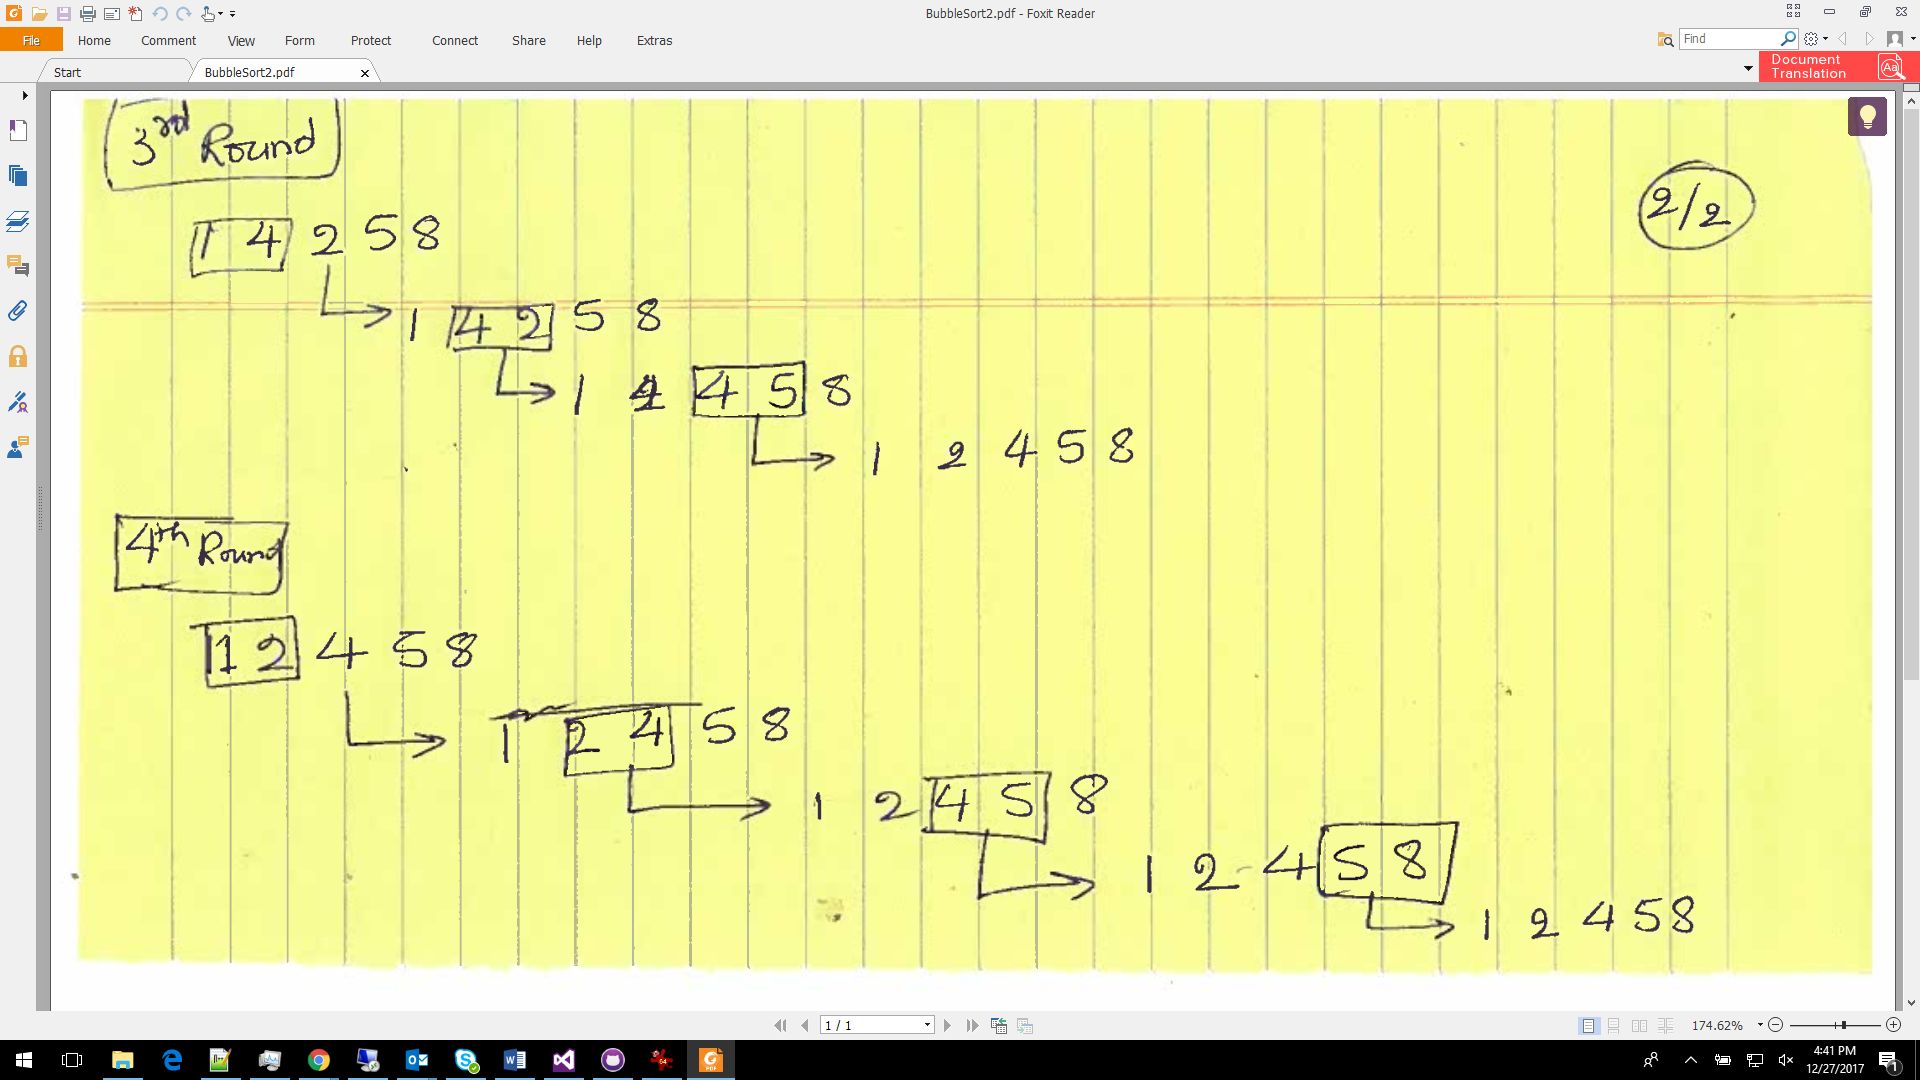 BubbleSort2.pdf - Foxit Reader
File Home Comment View Form Protect Connect Share Help Extras
Find
Start BubbleSort2.pdf
Document
Translation
3rd Round
2/2
1 4 2 5 8
1 4 2 5 8
1 2 4 5 8
1 2 4 5 8
4th Round
1 2 4 5 8
1 2 4 5 8
1 2 4 5 8
1 2 4 5 8
1 2 4 5 8
1 / 1
174.62%
4:41 PM
12/27/2017
1